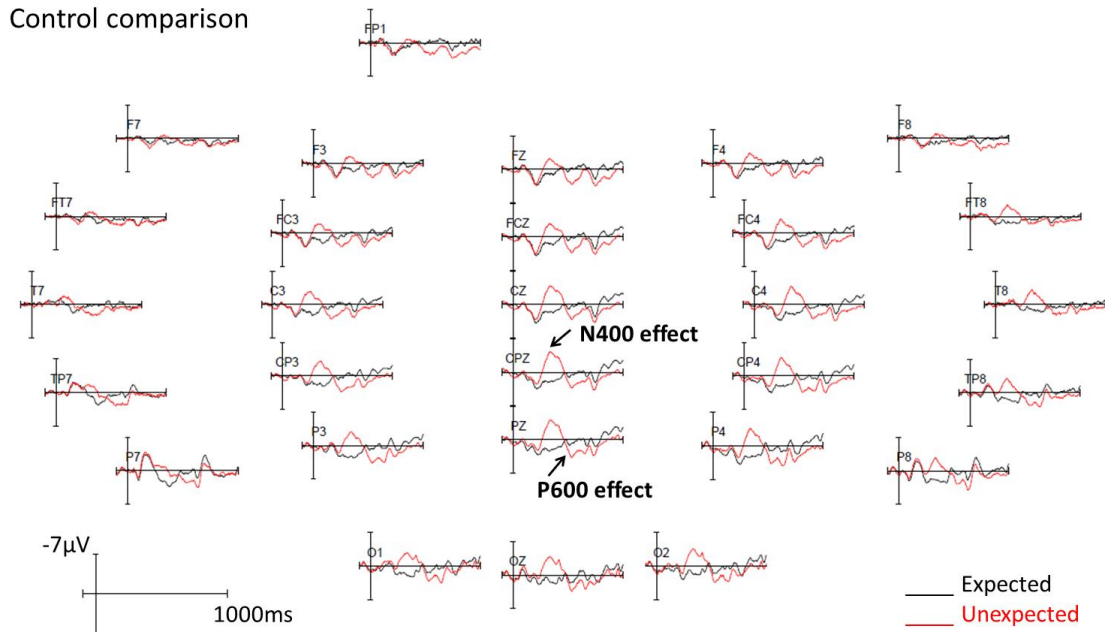 Control comparison
FP1
F7
F3
FZ
F4
F8
FT7
FC3
FCZ
FC4
FT8
T7
C3
CZ
C4
T8
N400 effect
TP7
CP3
CPZ
CP4
TP8
P7
P3
PZ
P4
P8
P600 effect
-7µV
O1
OZ
O2
1000ms
Expected
Unexpected